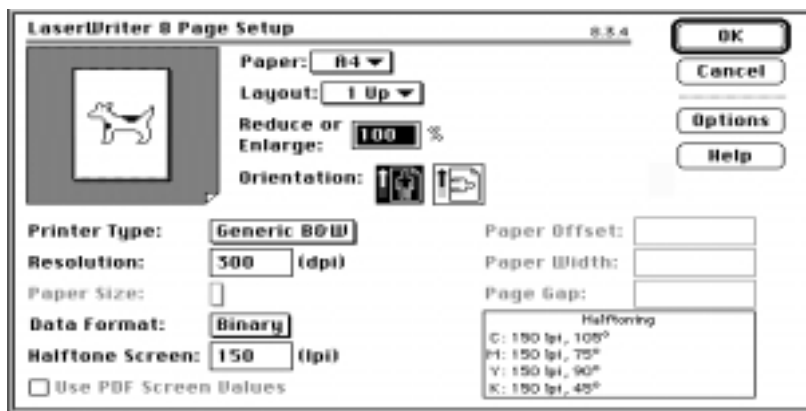 LaserWriter 8 Page Setup 8.3.4
OK
Paper: A4
Cancel
Layout: 1 Up
Reduce or Enlarge: 100 %
Options
Help
Orientation:
Printer Type: Generic B&W
Paper Offset:
Resolution: 300 (dpi)
Paper Width:
Paper Size:
Page Gap:
Data Format: Binary
Halftoning
C: 150 lpi, 105°
Halftone Screen: 150 (lpi)
M: 150 lpi, 75°
Y: 150 lpi, 90°
Use PDF Screen Values
K: 150 lpi, 45°